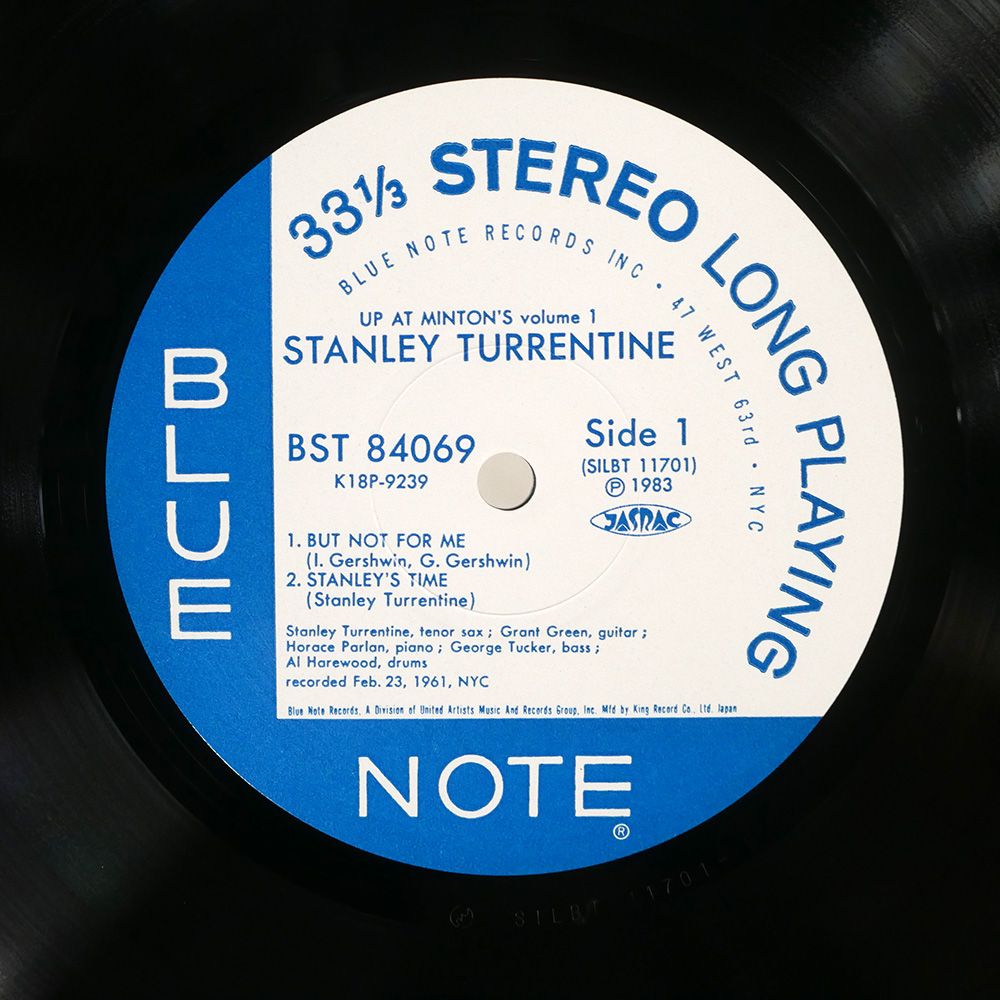 33⅓ STEREO LONG PLAYING
BLUE NOTE RECORDS INC · 47 WEST 63rd · NYC
UP AT MINTON'S volume 1
STANLEY TURRENTINE
BST 84069
K18P-9239
Side 1
(SILBT 11701)
Ⓟ 1983
JASRAC
1. BUT NOT FOR ME
(I. Gershwin, G. Gershwin)
2. STANLEY'S TIME
(Stanley Turrentine)
Stanley Turrentine, tenor sax ; Grant Green, guitar ;
Horace Parlan, piano ; George Tucker, bass ;
Al Harewood, drums
recorded Feb. 23, 1961, NYC
Blue Note Records, A Division of United Artists Music And Records Group, Inc. Mfd by King Record Co., Ltd. Japan
BLUE
NOTE
®
SILBT 11701-